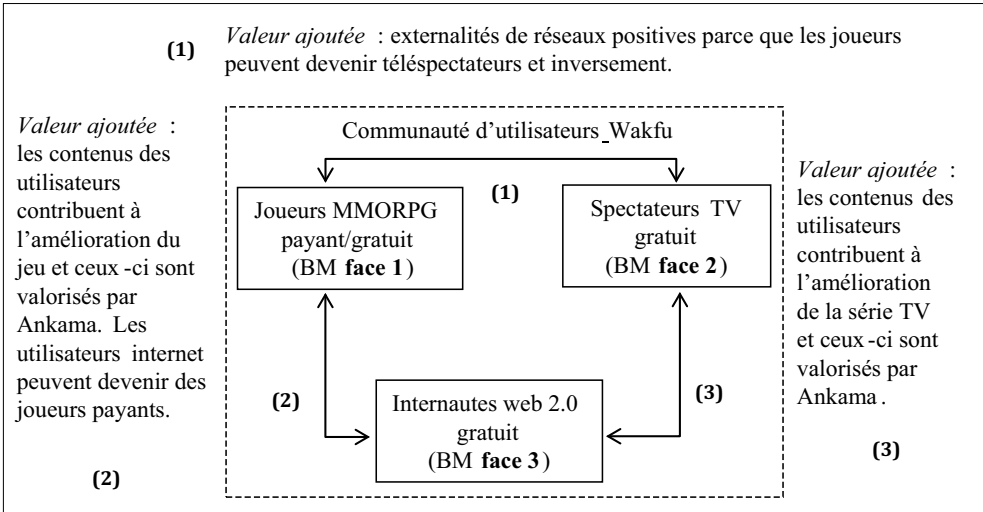 (1)
Valeur ajoutée : externalités de réseaux positives parce que les joueurs
peuvent devenir téléspectateurs et inversement.
Valeur ajoutée :
les contenus des
utilisateurs
contribuent à
l’amélioration du
jeu et ceux -ci sont
valorisés par
Ankama. Les
utilisateurs internet
peuvent devenir des
joueurs payants.
(2)
Communauté d’utilisateurs_Wakfu
(1)
Joueurs MMORPG
payant/gratuit
(BM face 1)
Spectateurs TV
gratuit
(BM face 2)
(2)
(3)
Internautes web 2.0
gratuit
(BM face 3)
Valeur ajoutée :
les contenus des
utilisateurs
contribuent à
l’amélioration
de la série TV
et ceux -ci sont
valorisés par
Ankama .
(3)